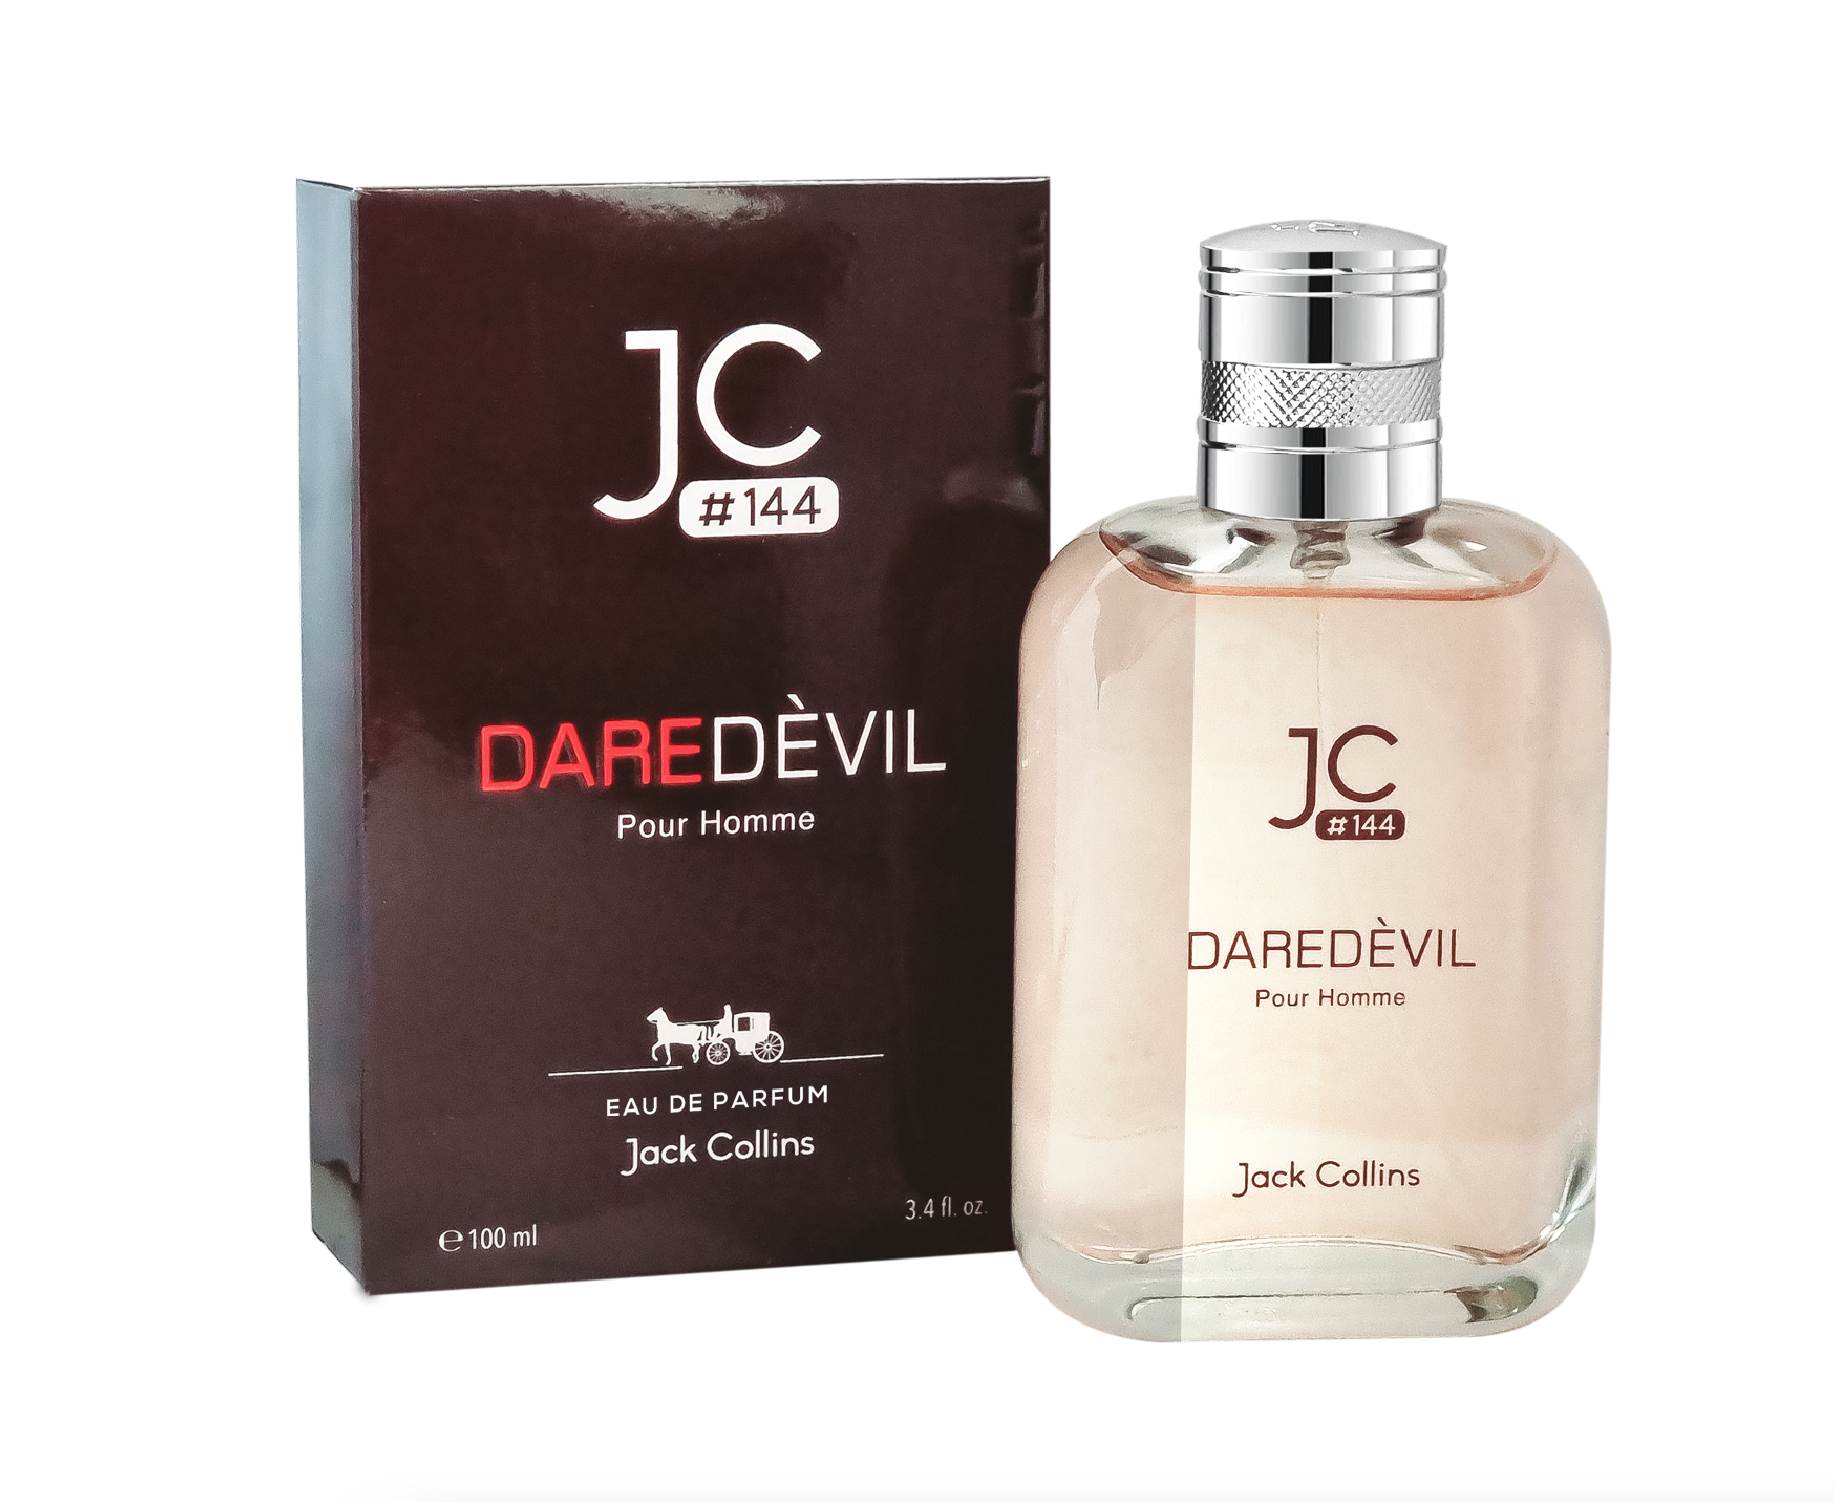 JC
#144
DAREDÈVIL
Pour Homme
EAU DE PARFUM
Jack Collins
℮ 100 ml
3.4 fl. oz.
JC
#144
DAREDÈVIL
Pour Homme
Jack Collins